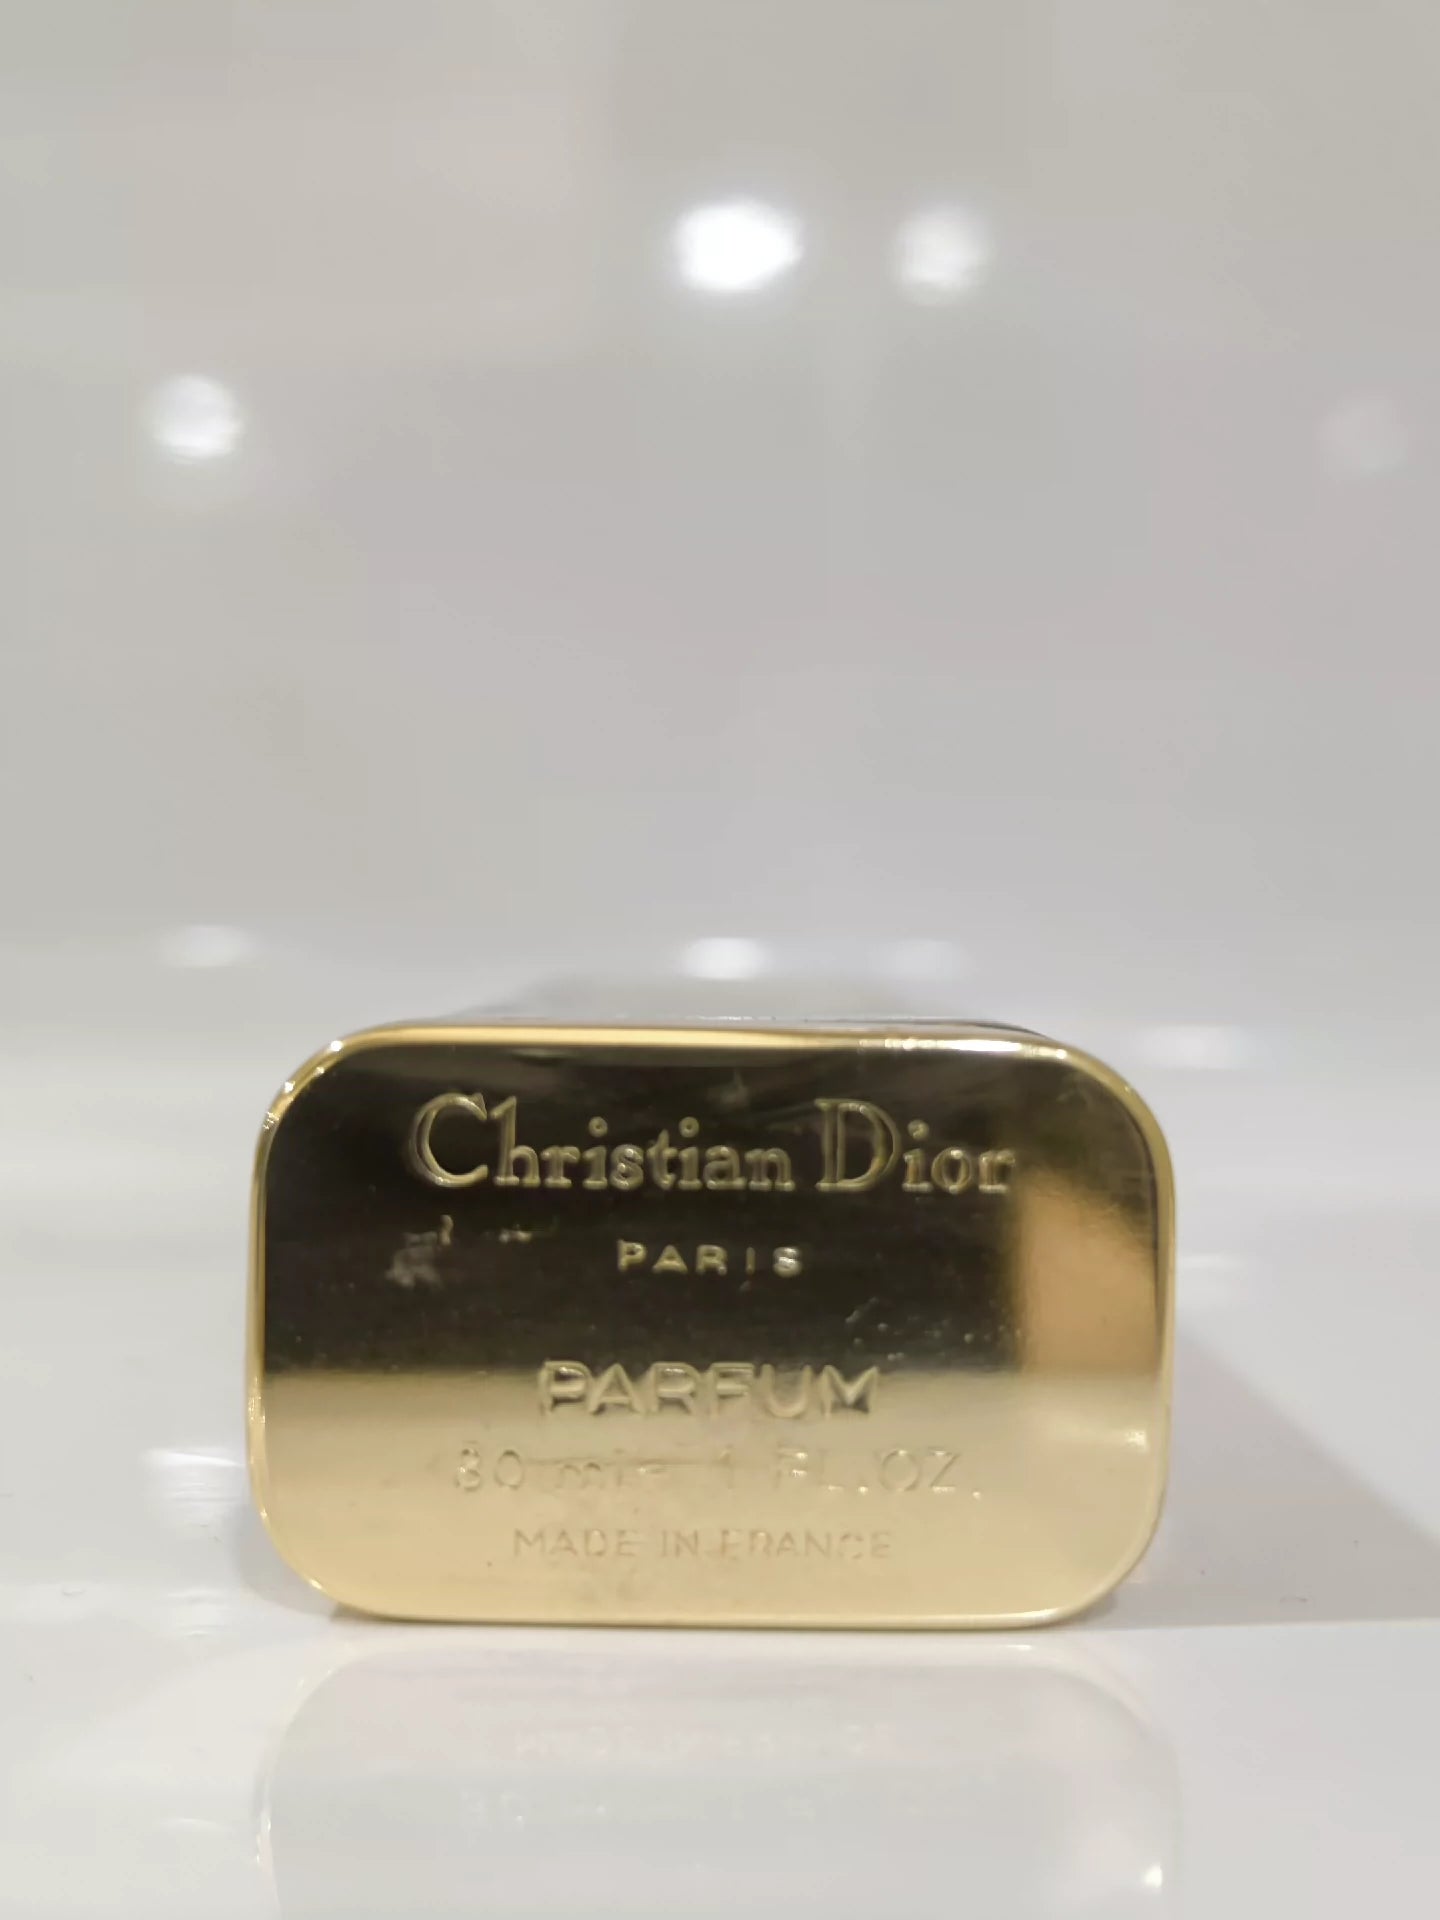 Christian Dior
PARIS
PARFUM
30 ml - 1 FL.OZ.
MADE IN FRANCE